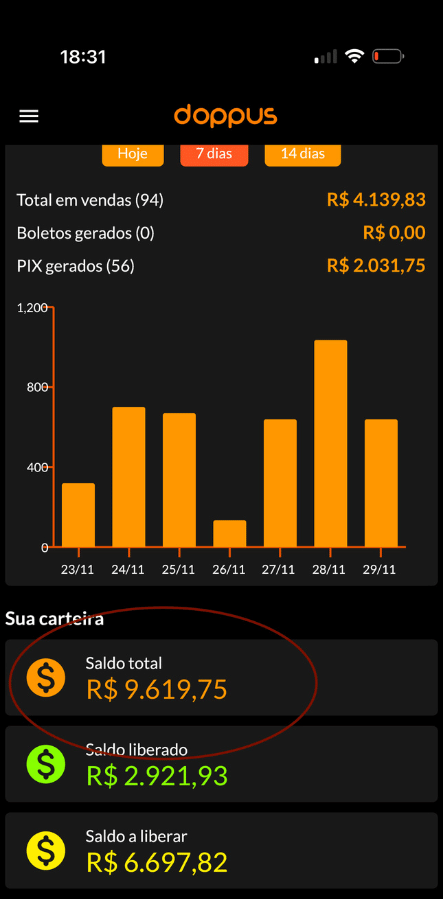 18:31
doppus
Hoje 7 dias 14 dias
Total em vendas (94) R$ 4.139,83
Boletos gerados (0) R$ 0,00
PIX gerados (56) R$ 2.031,75
1,200
800
400
0
23/11 24/11 25/11 26/11 27/11 28/11 29/11
Sua carteira
Saldo total
R$ 9.619,75
Saldo liberado
R$ 2.921,93
Saldo a liberar
R$ 6.697,82